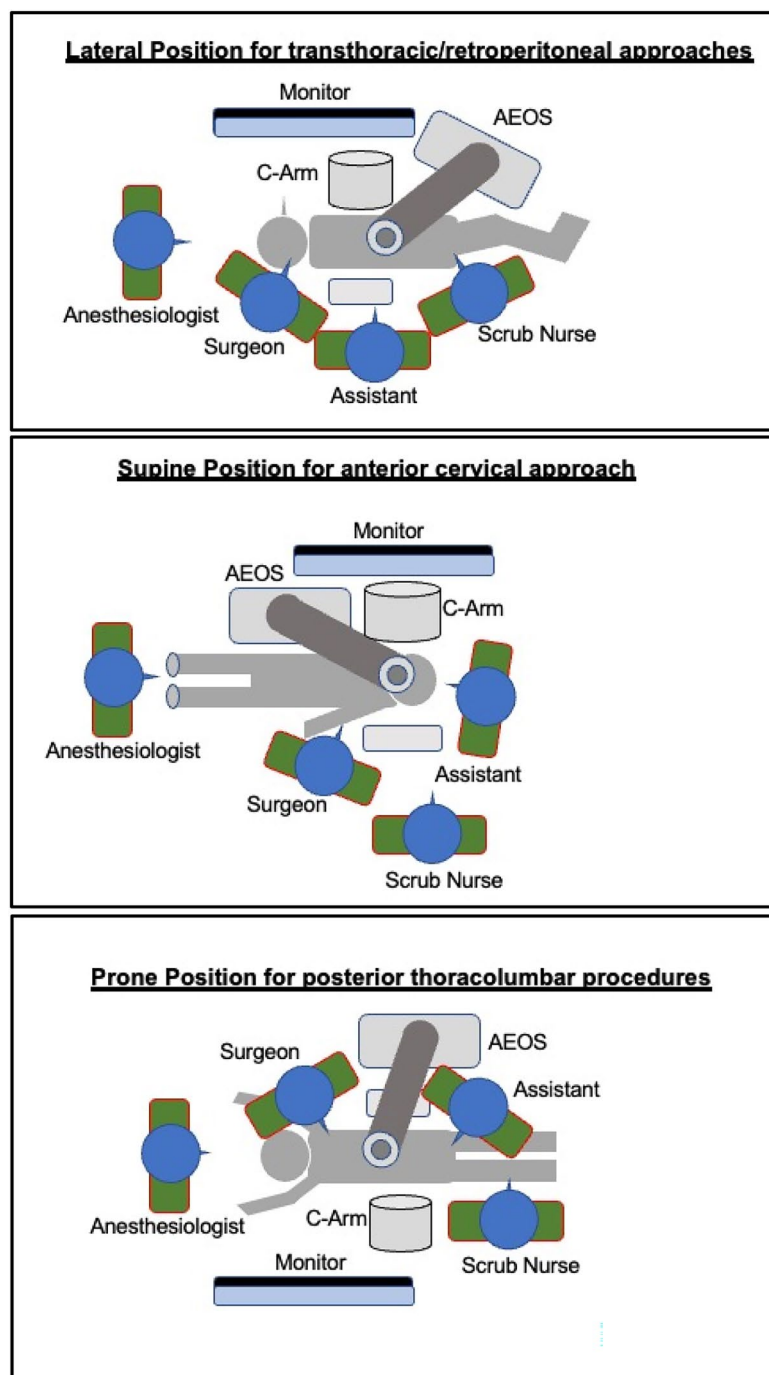 Lateral Position for transthoracic/retroperitoneal approaches
Monitor
AEOS
C-Arm
Anesthesiologist
Surgeon
Scrub Nurse
Assistant
Supine Position for anterior cervical approach
Monitor
AEOS
C-Arm
Anesthesiologist
Assistant
Surgeon
Scrub Nurse
Prone Position for posterior thoracolumbar procedures
AEOS
Surgeon
Assistant
C-Arm
Anesthesiologist
Scrub Nurse
Monitor